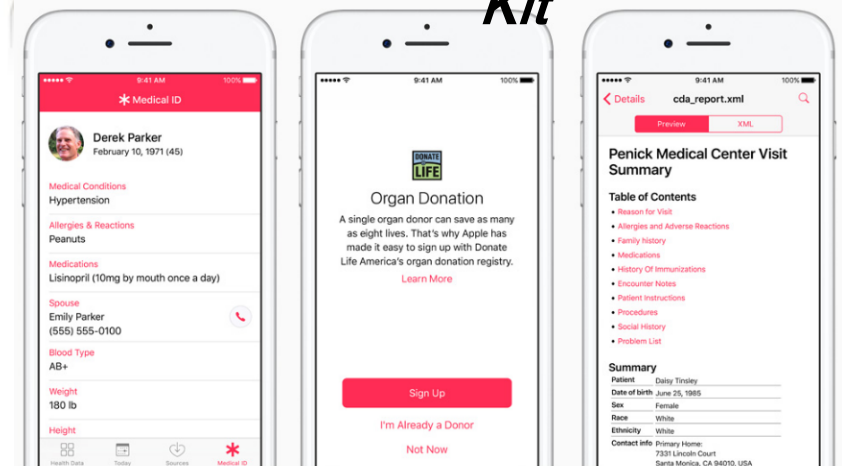 Kit
9:41 AM
100%
Medical ID
Derek Parker
February 10, 1971 (45)
Medical Conditions
Hypertension
Allergies & Reactions
Peanuts
Medications
Lisinopril (10mg by mouth once a day)
Spouse
Emily Parker
(555) 555-0100
Blood Type
AB+
Weight
180 lb
Height
Health Data Today Sources Medical ID
9:41 AM
100%
DONATE
LIFE
Organ Donation
A single organ donor can save as many
as eight lives. That's why Apple has
made it easy to sign up with Donate
Life America's organ donation registry.
Learn More
Sign Up
I'm Already a Donor
Not Now
9:41 AM
100%
Details cda_report.xml
Preview XML
Penick Medical Center Visit
Summary
Table of Contents
• Reason for Visit
• Allergies and Adverse Reactions
• Family history
• Medications
• History Of Immunizations
• Encounter Notes
• Patient Instructions
• Procedures
• Social History
• Problem List
Summary
Patient Daisy Tinsley
Date of birth June 25, 1985
Sex Female
Race White
Ethnicity White
Contact info Primary Home:
7331 Lincoln Court
Santa Monica, CA 94010, USA